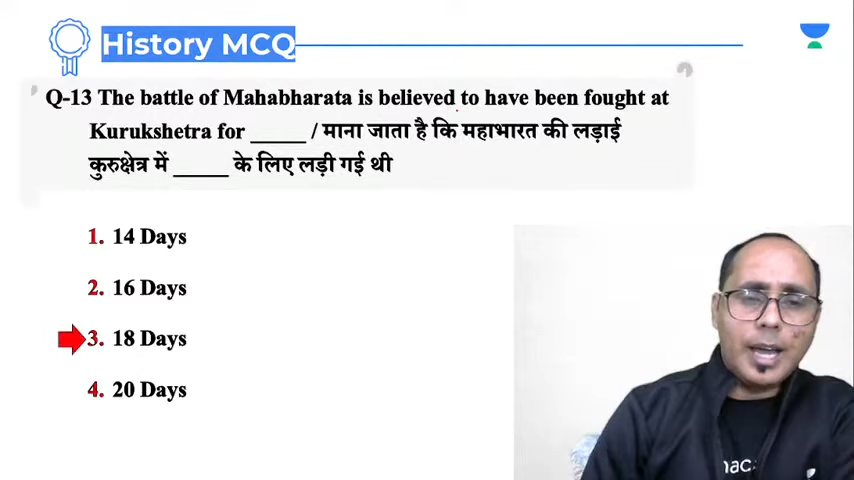 History MCQ
Q-13 The battle of Mahabharata is believed to have been fought at
Kurukshetra for _____ / माना जाता है कि महाभारत की लड़ाई
कुरुक्षेत्र में _____ के लिए लड़ी गई थी
1. 14 Days
2. 16 Days
3. 18 Days
4. 20 Days